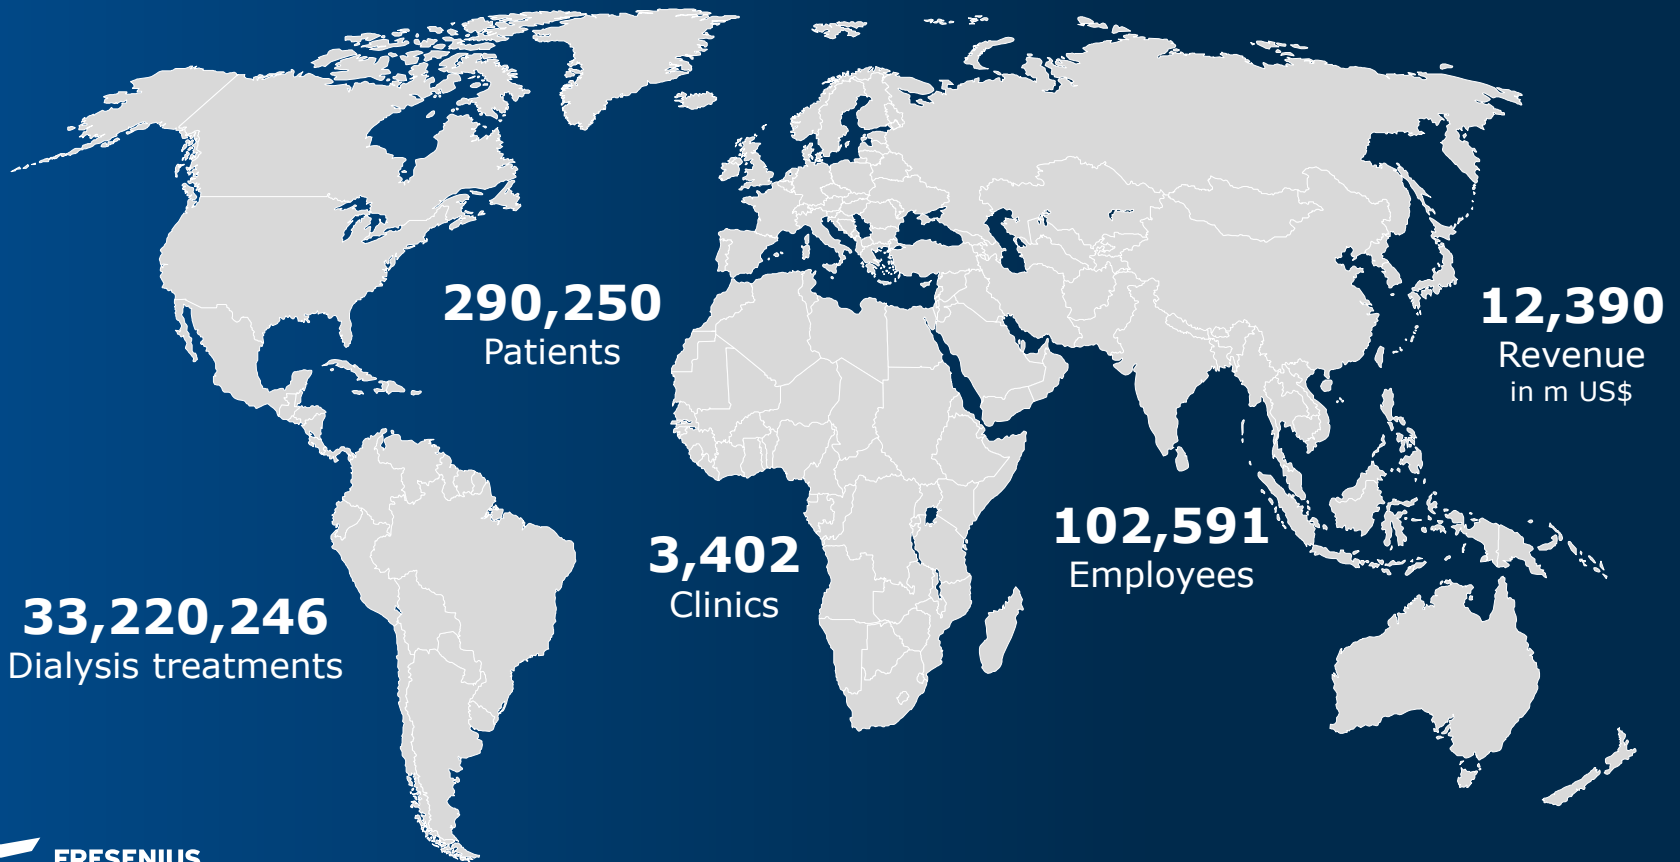 290,250
Patients
12,390
Revenue
in m US$
3,402
Clinics
102,591
Employees
33,220,246
Dialysis treatments
FRESENIUS